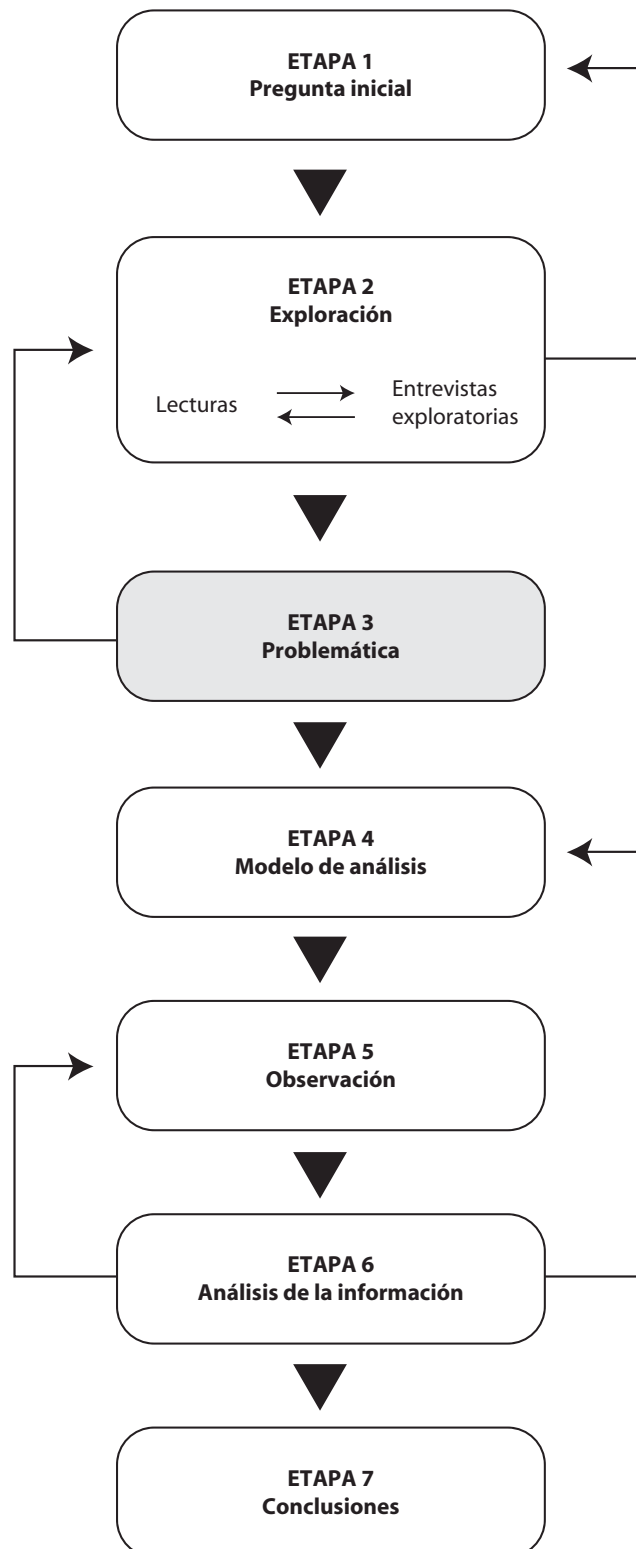 ETAPA 1
Pregunta inicial
ETAPA 2
Exploración
Lecturas
Entrevistas
exploratorias
ETAPA 3
Problemática
ETAPA 4
Modelo de análisis
ETAPA 5
Observación
ETAPA 6
Análisis de la información
ETAPA 7
Conclusiones